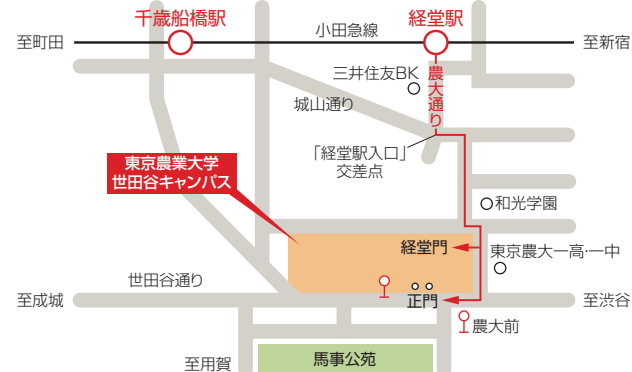 千歳船橋駅
経堂駅
小田急線
至町田
至新宿
三井住友BK
農大通り
城山通り
「経堂駅入口」
交差点
東京農業大学
世田谷キャンパス
和光学園
経堂門
東京農大一高・一中
世田谷通り
至成城
正門
至渋谷
農大前
馬事公苑
至用賀